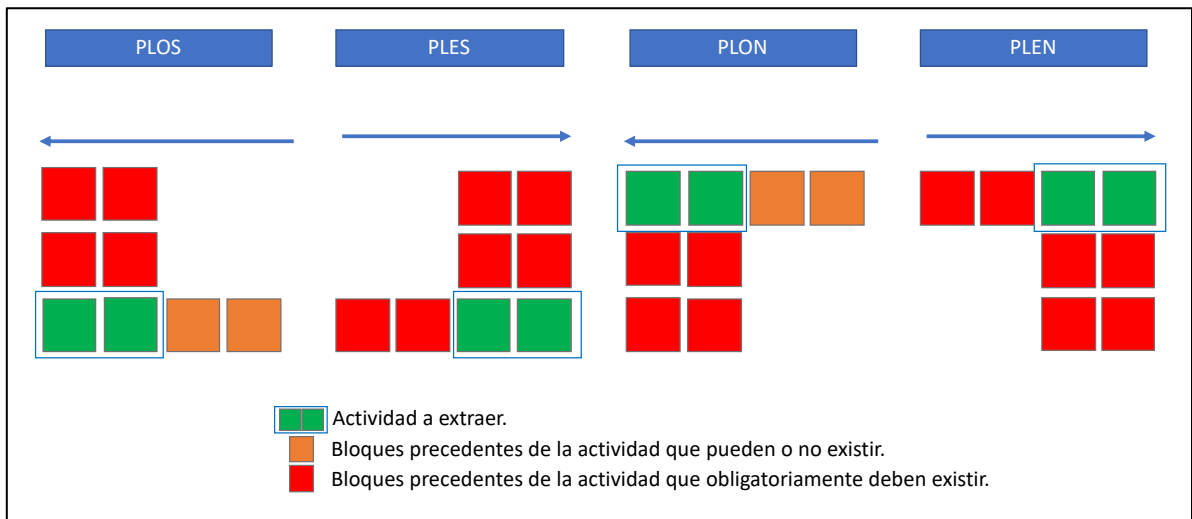 PLOS
PLES
PLON
PLEN
Actividad a extraer.
Bloques precedentes de la actividad que pueden o no existir.
Bloques precedentes de la actividad que obligatoriamente deben existir.